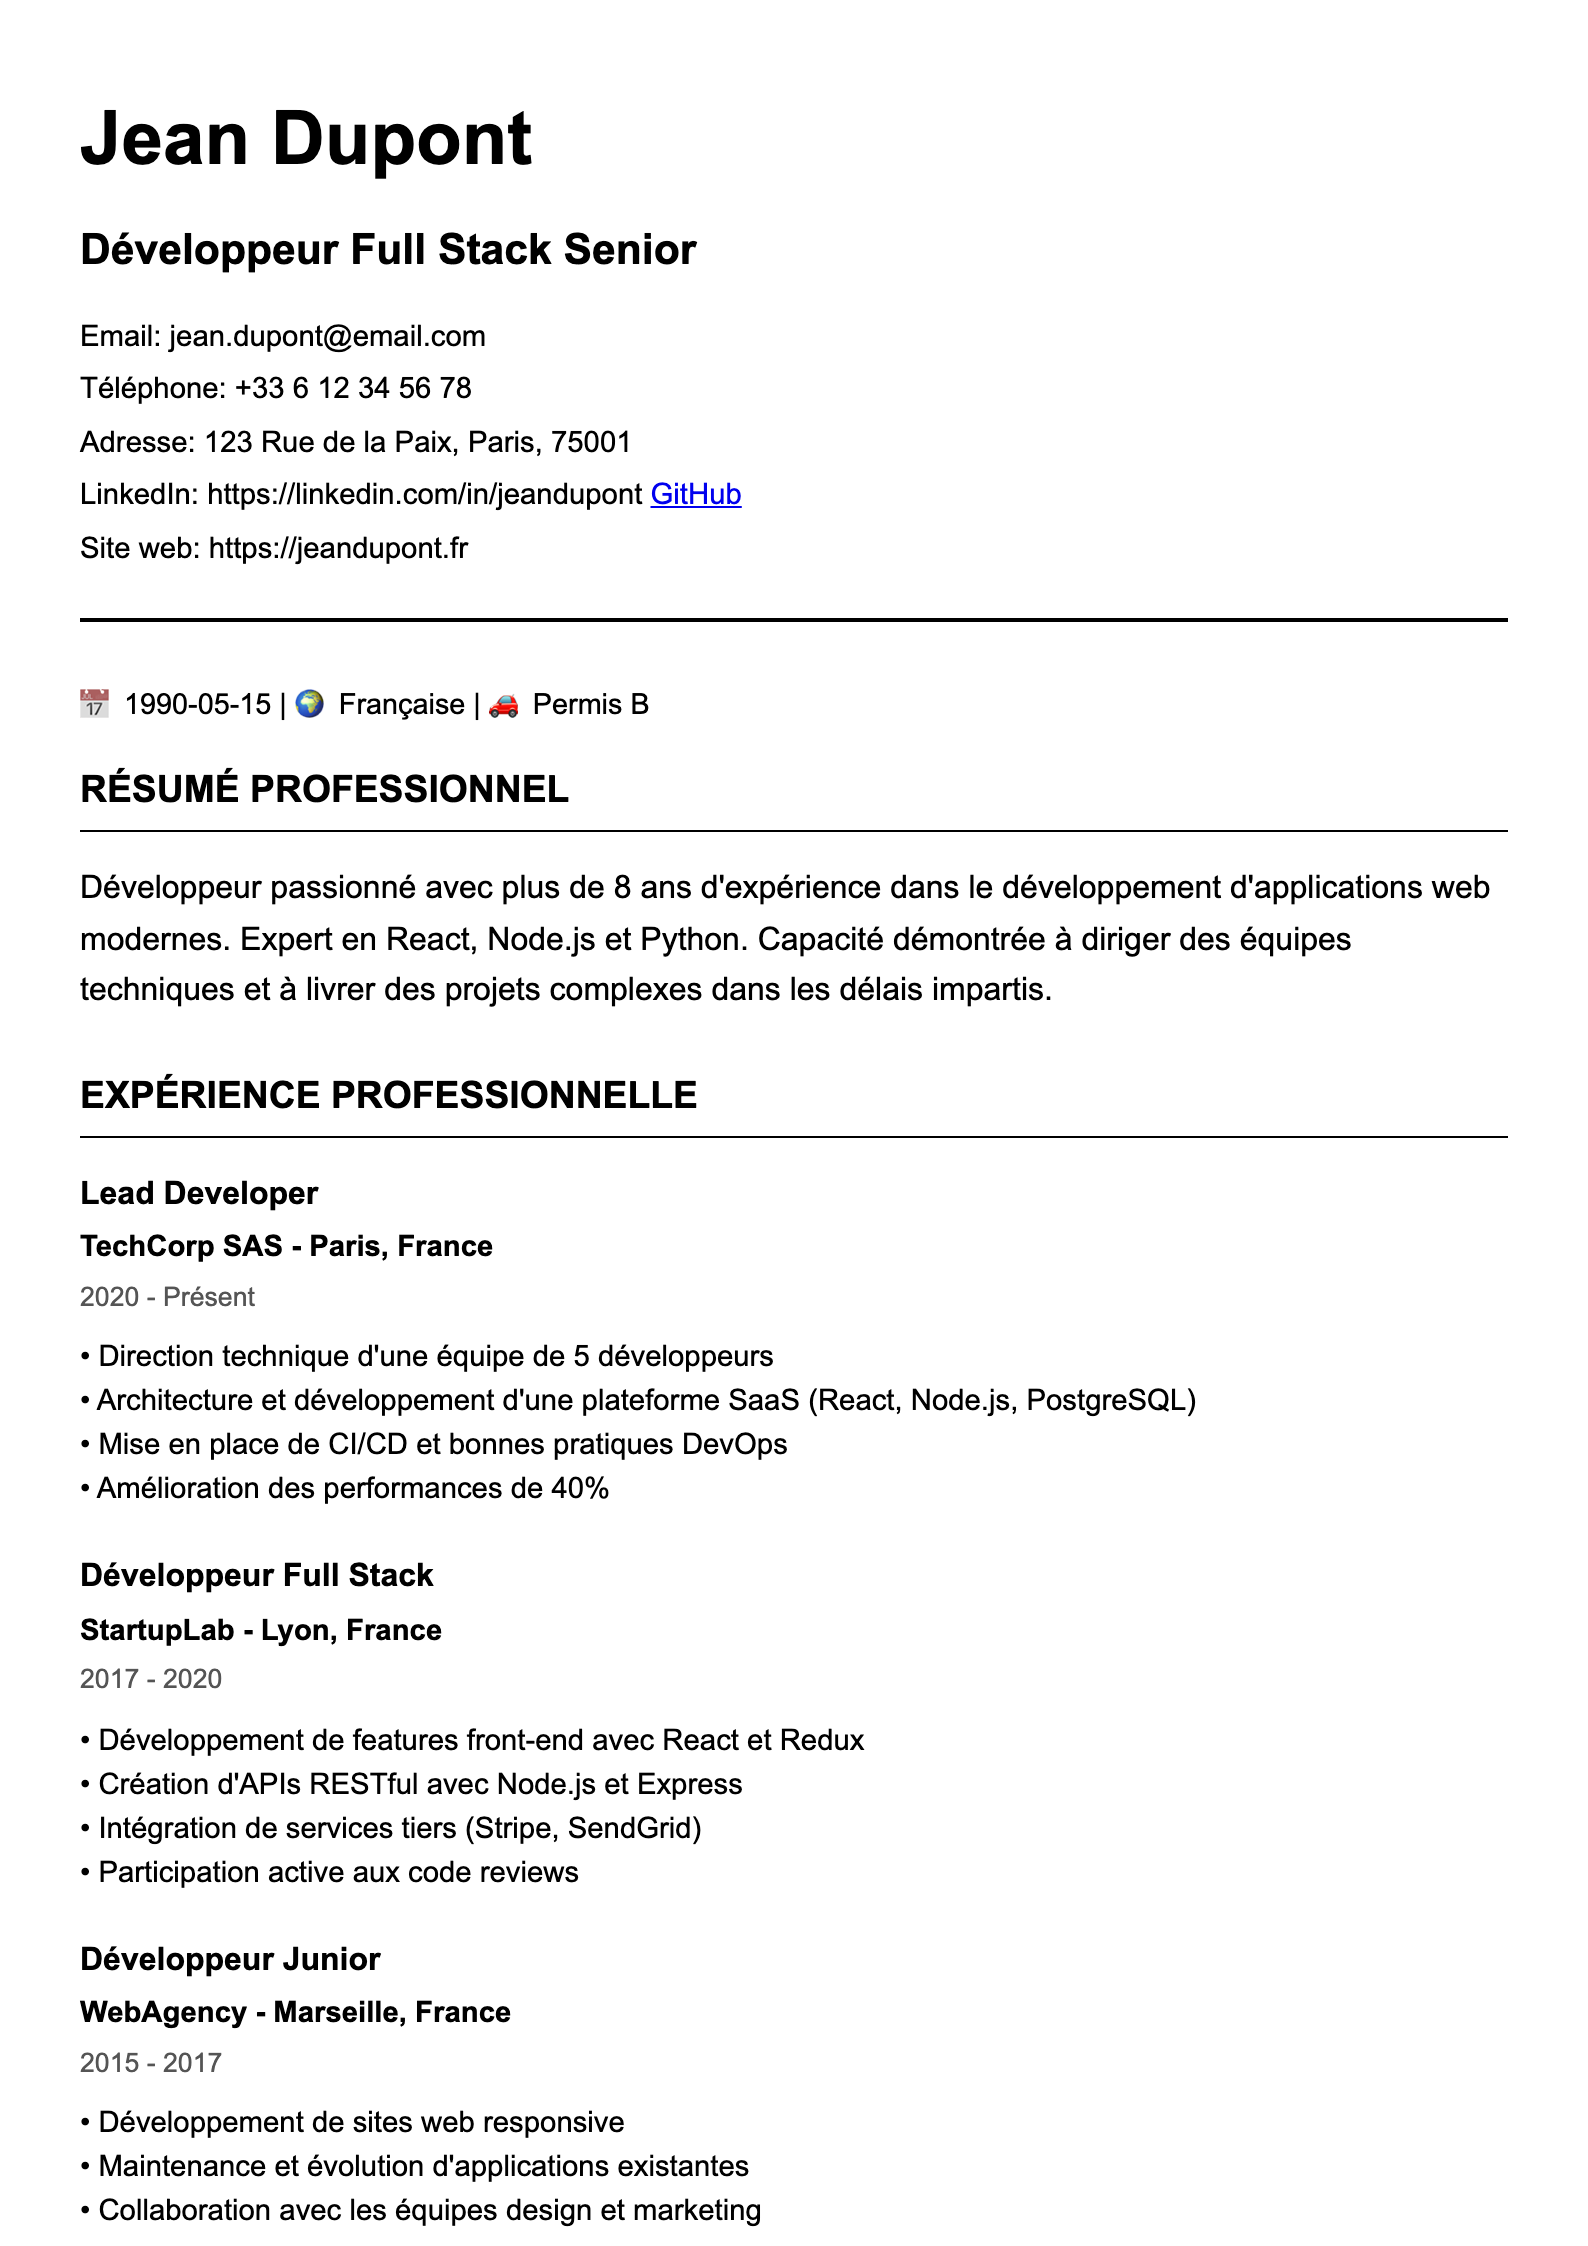 Jean Dupont
Développeur Full Stack Senior
Email: jean.dupont@email.com
Téléphone: +33 6 12 34 56 78
Adresse: 123 Rue de la Paix, Paris, 75001
LinkedIn: https://linkedin.com/in/jeandupont GitHub
Site web: https://jeandupont.fr
📅 1990-05-15 | 🌍 Française | 🚗 Permis B
RÉSUMÉ PROFESSIONNEL
Développeur passionné avec plus de 8 ans d'expérience dans le développement d'applications web
modernes. Expert en React, Node.js et Python. Capacité démontrée à diriger des équipes
techniques et à livrer des projets complexes dans les délais impartis.
EXPÉRIENCE PROFESSIONNELLE
Lead Developer
TechCorp SAS - Paris, France
2020 - Présent
• Direction technique d'une équipe de 5 développeurs
• Architecture et développement d'une plateforme SaaS (React, Node.js, PostgreSQL)
• Mise en place de CI/CD et bonnes pratiques DevOps
• Amélioration des performances de 40%
Développeur Full Stack
StartupLab - Lyon, France
2017 - 2020
• Développement de features front-end avec React et Redux
• Création d'APIs RESTful avec Node.js et Express
• Intégration de services tiers (Stripe, SendGrid)
• Participation active aux code reviews
Développeur Junior
WebAgency - Marseille, France
2015 - 2017
• Développement de sites web responsive
• Maintenance et évolution d'applications existantes
• Collaboration avec les équipes design et marketing